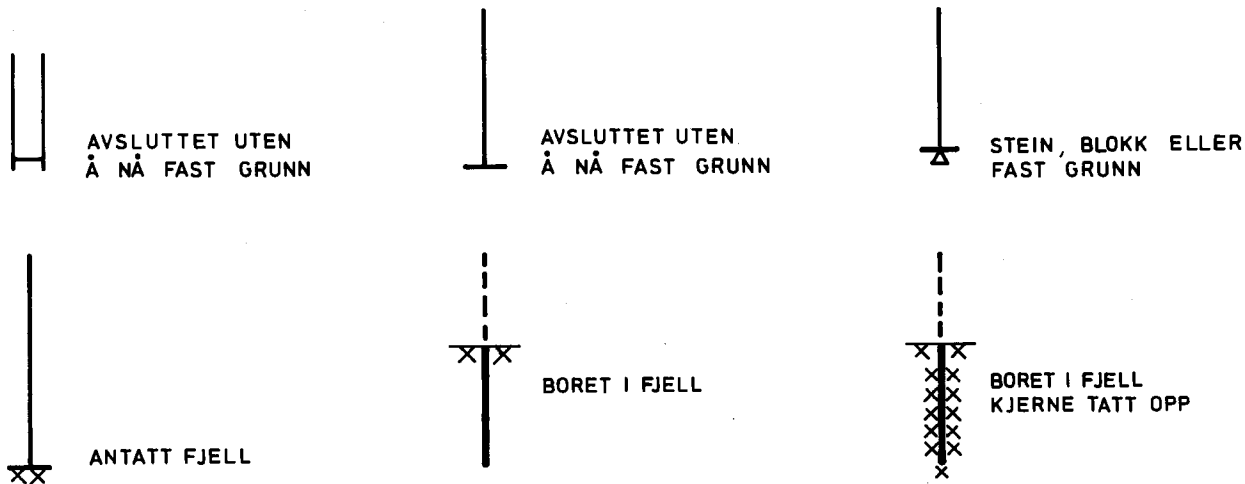 AVSLUTTET UTEN
Å NÅ FAST GRUNN
AVSLUTTET UTEN
Å NÅ FAST GRUNN
STEIN, BLOKK ELLER
FAST GRUNN
ANTATT FJELL
BORET I FJELL
BORET I FJELL
KJERNE TATT OPP